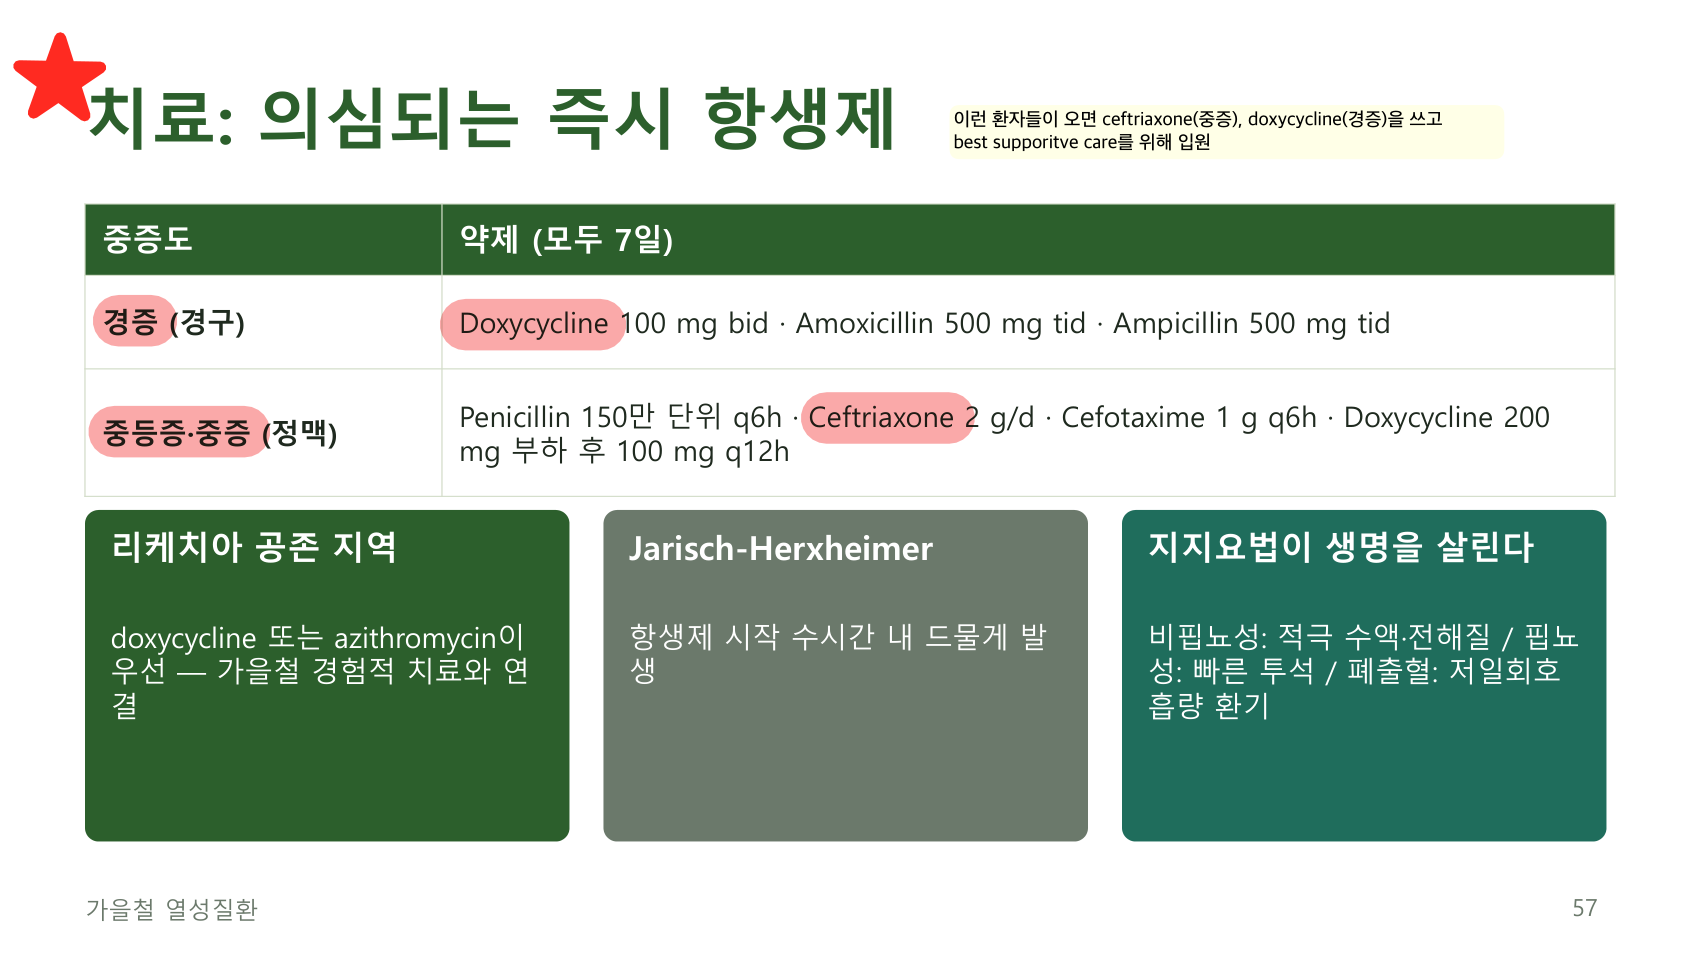 치료: 의심되는 즉시 항생제
이런 환자들이 오면 ceftriaxone(중증), doxycycline(경증)을 쓰고
best supporitve care를 위해 입원
중증도
약제 (모두 7일)
경증 (경구)
Doxycycline 100 mg bid · Amoxicillin 500 mg tid · Ampicillin 500 mg tid
중등증·중증 (정맥)
Penicillin 150만 단위 q6h · Ceftriaxone 2 g/d · Cefotaxime 1 g q6h · Doxycycline 200
mg 부하 후 100 mg q12h
리케치아 공존 지역
doxycycline 또는 azithromycin이
우선 — 가을철 경험적 치료와 연
결
Jarisch-Herxheimer
항생제 시작 수시간 내 드물게 발
생
지지요법이 생명을 살린다
비핍뇨성: 적극 수액·전해질 / 핍뇨
성: 빠른 투석 / 폐출혈: 저일회호
흡량 환기
가을철 열성질환
57